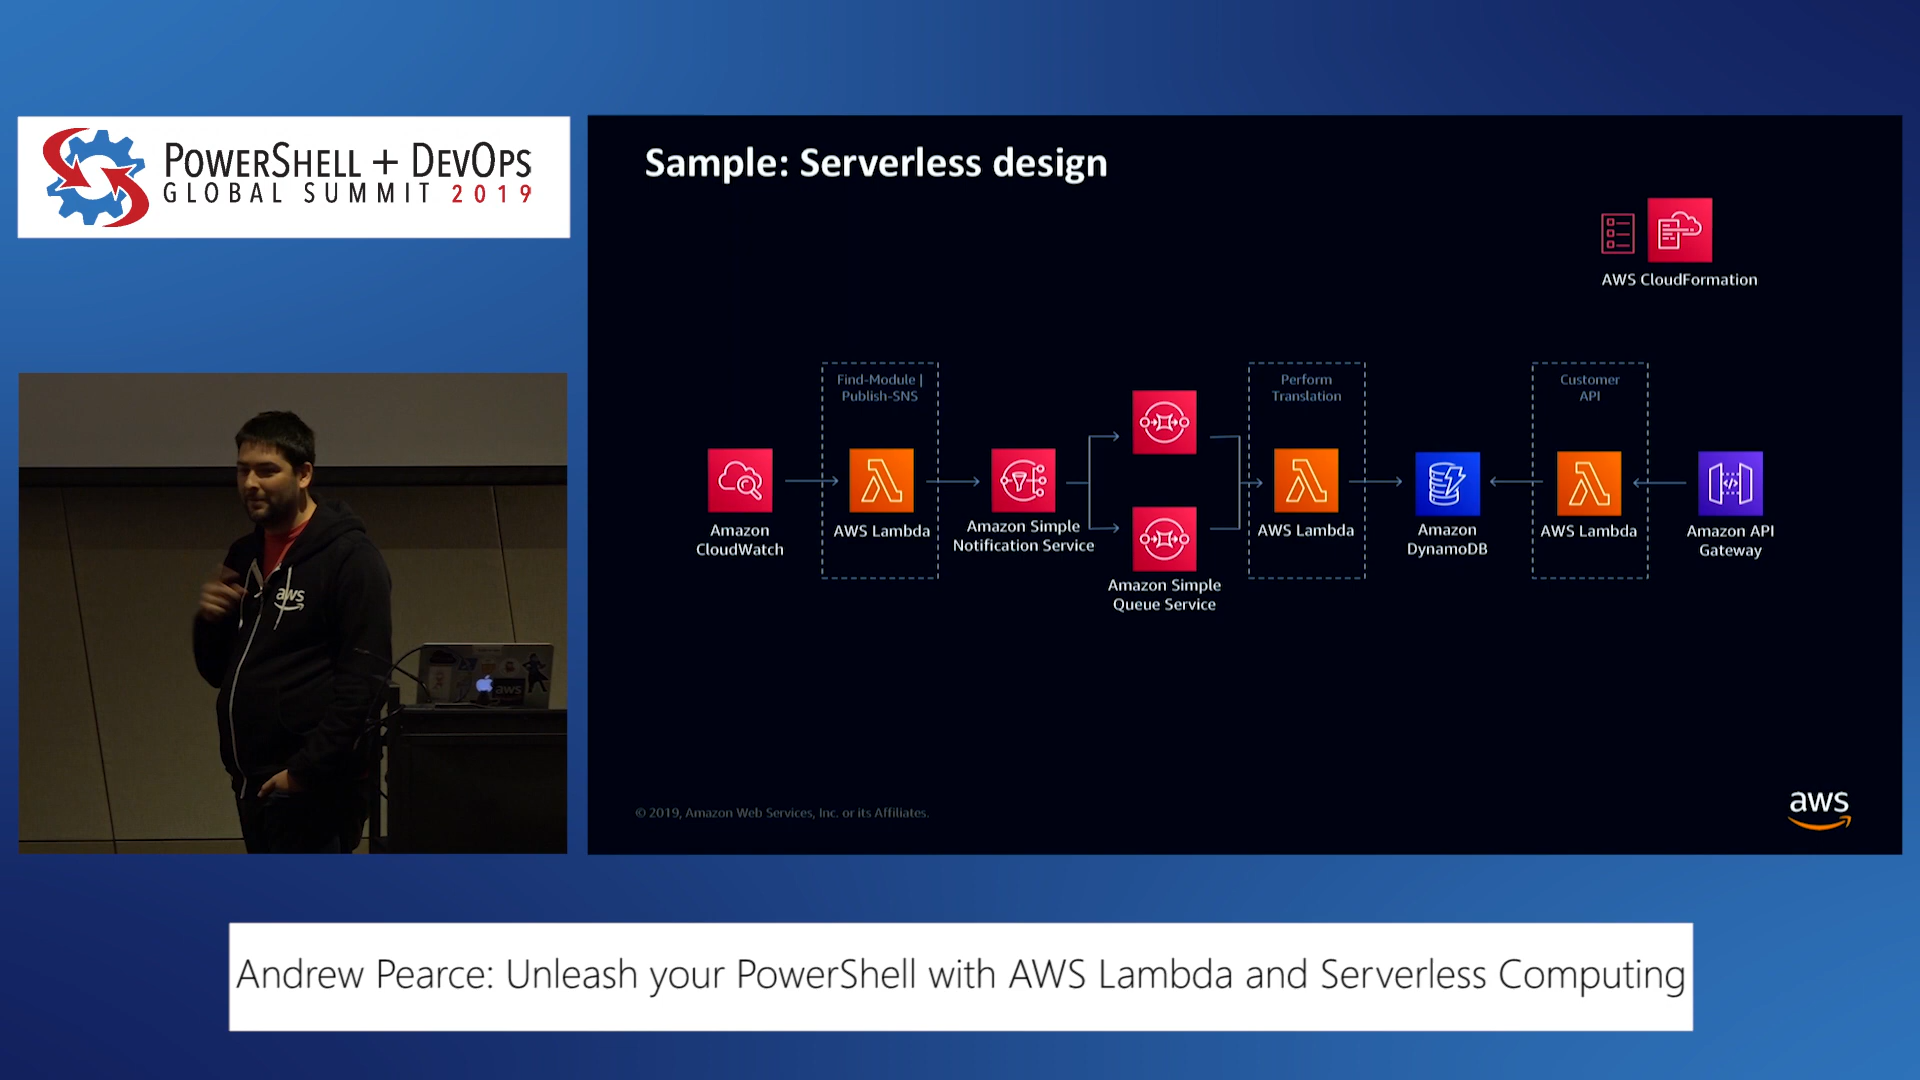 POWERSHELL + DEVOPS
GLOBAL SUMMIT 2019
Sample: Serverless design
AWS CloudFormation
Find-Module |
Publish-SNS
Perform
Translation
Customer
API
Amazon
CloudWatch
AWS Lambda
Amazon Simple
Notification Service
Amazon Simple
Queue Service
AWS Lambda
Amazon
DynamoDB
AWS Lambda
Amazon API
Gateway
© 2019, Amazon Web Services, Inc. or its Affiliates.
aws
aws
aws
Andrew Pearce: Unleash your PowerShell with AWS Lambda and Serverless Computing